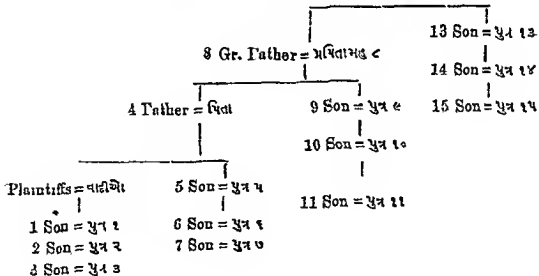 13 Son = પુત્ર ૧૩
8 Gr. Father = પ્રપિતામહ ૮
14 Son = પુત્ર ૧૪
4 Father = પિતા
9 Son = પુત્ર ૯
15 Son = પુત્ર ૧૫
10 Son = પુત્ર ૧૦
Plaintiffs = વાદીઓ
5 Son = પુત્ર ૫
11 Son = પુત્ર ૧૧
1 Son = પુત્ર ૧
6 Son = પુત્ર ૬
2 Son = પુત્ર ૨
7 Son = પુત્ર ૭
3 Son = પુત્ર ૩